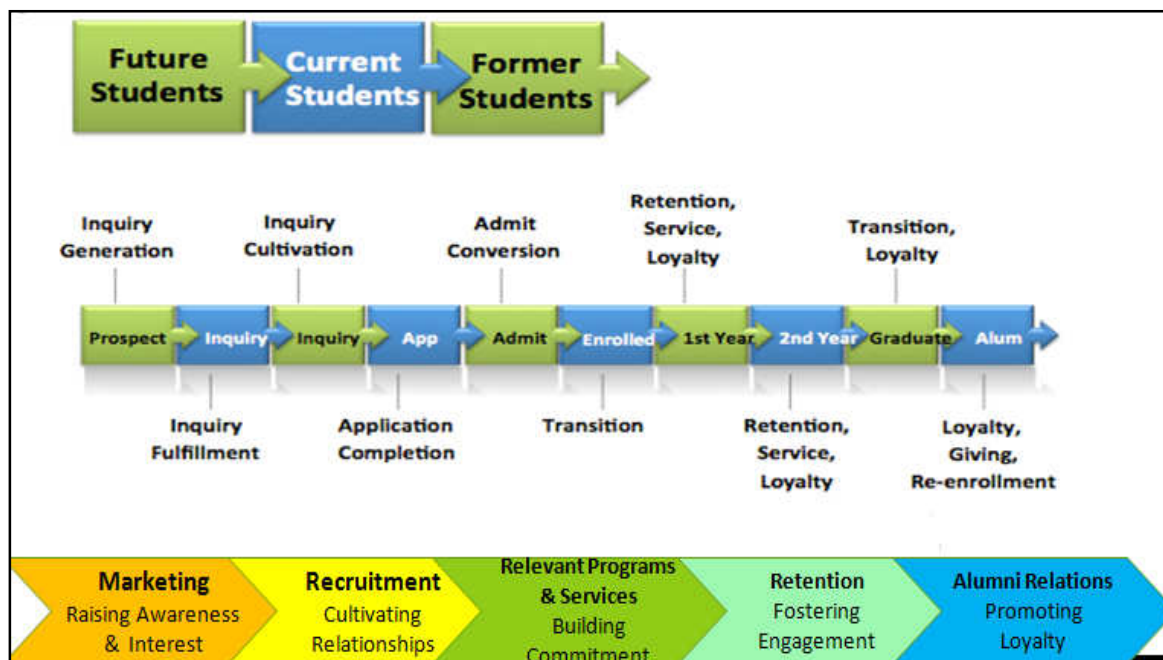 Future
Students
Current
Students
Former
Students
Inquiry
Generation
Inquiry
Cultivation
Admit
Conversion
Retention,
Service,
Loyalty
Transition,
Loyalty
Prospect
Inquiry
Inquiry
App
Admit
Enrolled
1st Year
2nd Year
Graduate
Alum
Inquiry
Fulfillment
Application
Completion
Transition
Retention,
Service,
Loyalty
Loyalty,
Giving,
Re-enrollment
Marketing
Raising Awareness
& Interest
Recruitment
Cultivating
Relationships
Relevant Programs
& Services
Building
Commitment
Retention
Fostering
Engagement
Alumni Relations
Promoting
Loyalty